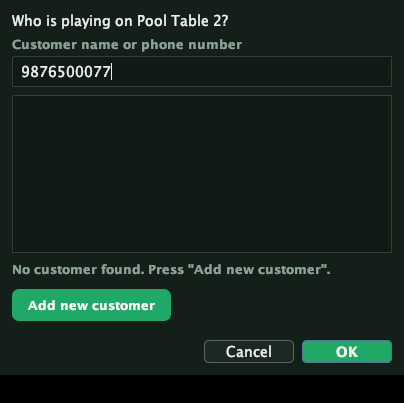 Who is playing on Pool Table 2?
Customer name or phone number
9876500077
No customer found. Press "Add new customer".
Add new customer
Cancel OK